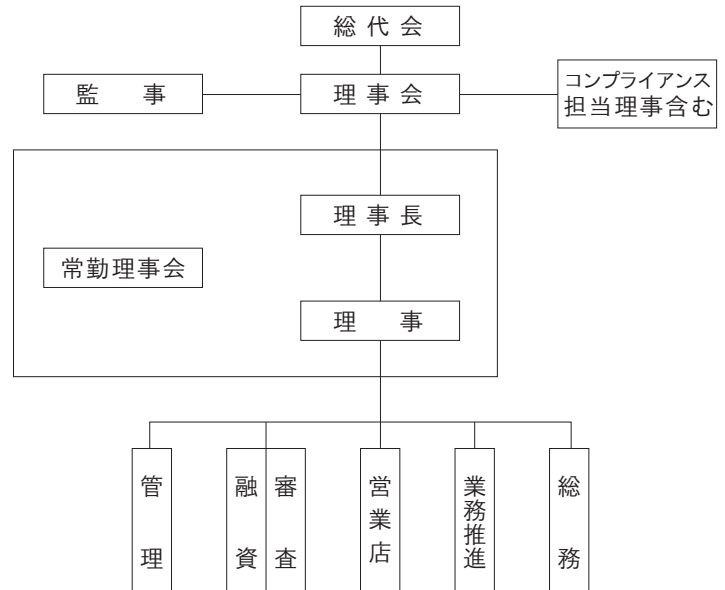 総代会
監事
理事会
コンプライアンス
担当理事含む
理事長
常勤理事会
理事
管理
融資
審査
営業店
業務推進
総務